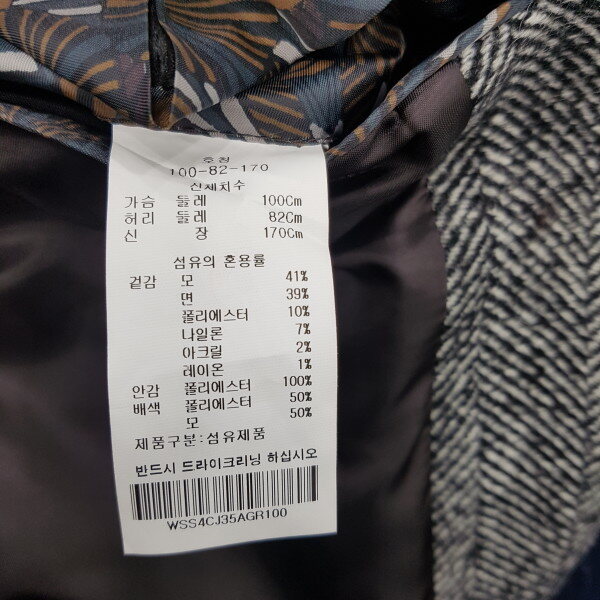 호칭
100-82-170
신체치수
가슴 둘레 100Cm
허리 둘레 82Cm
신 장 170Cm
섬유의 혼용률
겉감 모 41%
면 39%
폴리에스터 10%
나일론 7%
아크릴 2%
레이온 1%
안감 폴리에스터 100%
배색 폴리에스터 50%
모 50%
제품구분:섬유제품
반드시 드라이크리닝 하십시오
WSS4CJ35AGR100